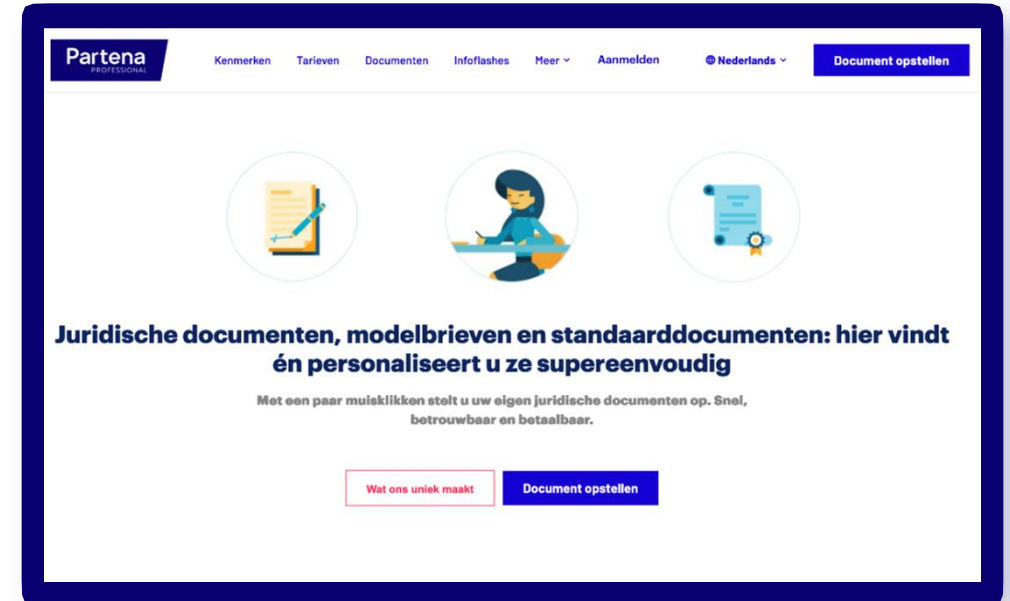 Partena
PROFESSIONAL
Kenmerken Tarieven Documenten Infoflashes Meer Aanmelden Nederlands Document opstellen
Juridische documenten, modelbrieven en standaarddocumenten: hier vindt
én personaliseert u ze supereenvoudig
Met een paar muisklikken stelt u uw eigen juridische documenten op. Snel,
betrouwbaar en betaalbaar.
Wat ons uniek maakt Document opstellen